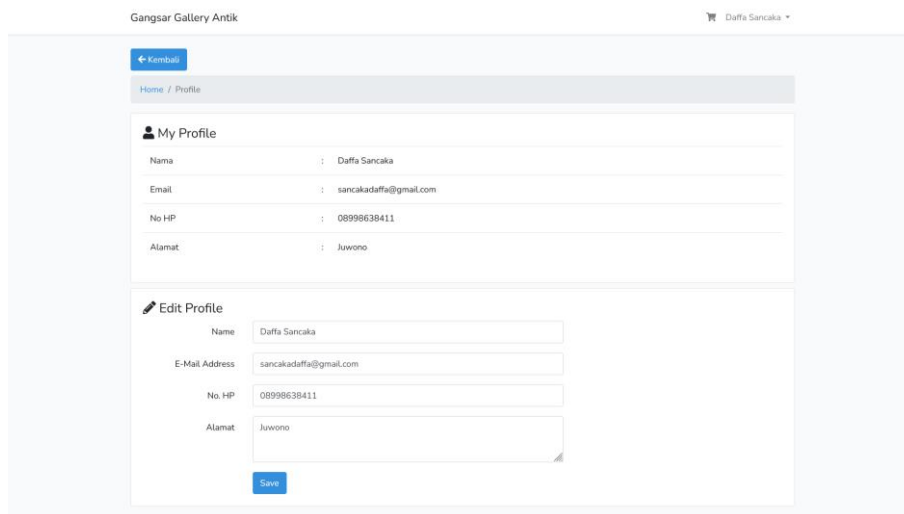 Gangsar Gallery Antik Daffa Sancaka
Kembali
Home / Profile
My Profile
Nama : Daffa Sancaka
Email : sancakadaffa@gmail.com
No HP : 08998638411
Alamat : Juwono
Edit Profile
Name Daffa Sancaka
E-Mail Address sancakadaffa@gmail.com
No. HP 08998638411
Alamat Juwono
Save